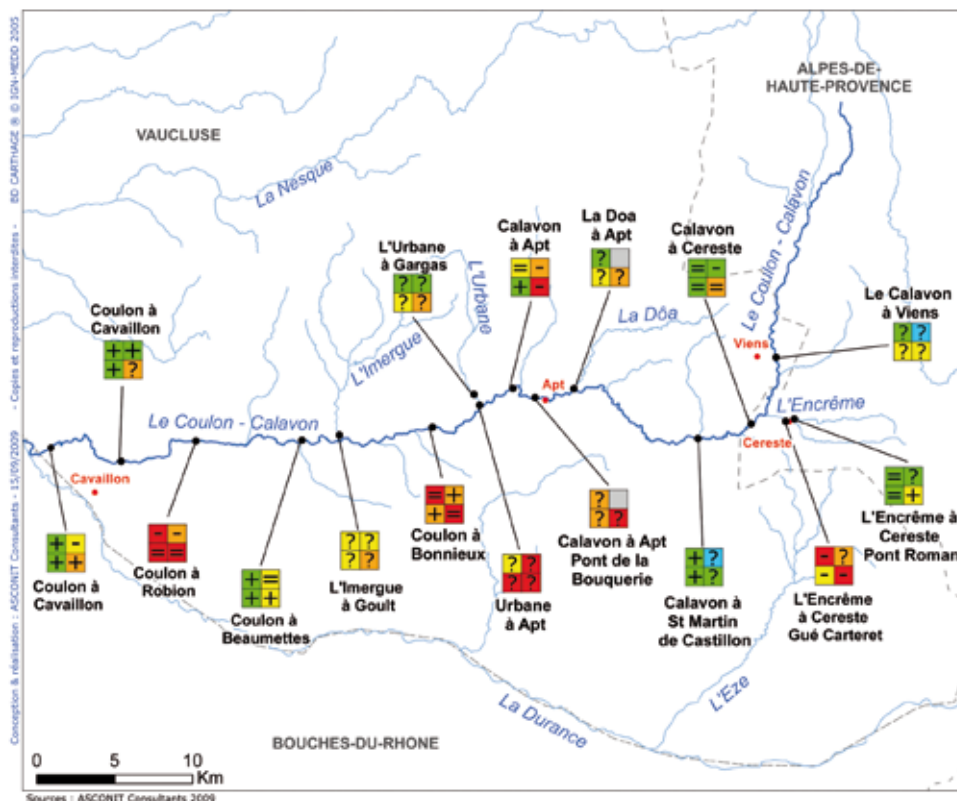 ALPES-DE-
HAUTE-PROVENCE
VAUCLUSE
La Nesque
Le Coulon - Calavon
L'Urbane
à Gargas
? ?
? ?
Calavon
à Apt
= -
+ -
La Doa
à Apt
?
? ?
Calavon
à Cereste
= -
= =
Le Calavon
à Viens
? ?
? ?
Coulon à
Cavaillon
+ +
+ ?
L'Urbane
L'Imergue
La Dôa
Viens
Apt
L'Encrême
Cereste
Le Coulon - Calavon
Cavaillon
+ -
+ +
Coulon à
Cavaillon
- -
= =
Coulon à
Robion
+ =
+ +
Coulon à
Beaumettes
? ?
? ?
L'Imergue
à Goult
= +
+ =
Coulon à
Bonnieux
? ?
? ?
Urbane
à Apt
?
? ?
Calavon à Apt
Pont de la
Bouquerie
+ ?
+ ?
Calavon à
St Martin
de Castillon
- ?
- -
L'Encrême
à Cereste
Gué Carteret
= ?
= +
L'Encrême à
Cereste
Pont Roman
L'Eze
La Durance
BOUCHES-DU-RHONE
0 5 10
Km
Sources : ASCONIT Consultants 2009
Conception & réalisation : ASCONIT Consultants - 15/09/2009 - Copies et reproductions interdites - BD CARTHAGE ® © IGN-MEDD 2005